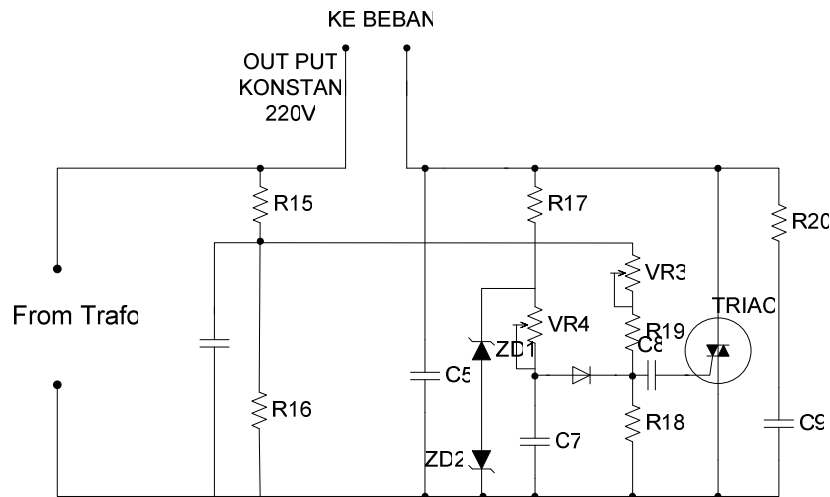 KE BEBAN
OUT PUT
KONSTAN
220V
R15
R17
R20
VR3
From Trafo
VR4
R19
TRIAC
ZD1
C8
C5
R16
R18
C7
C9
ZD2